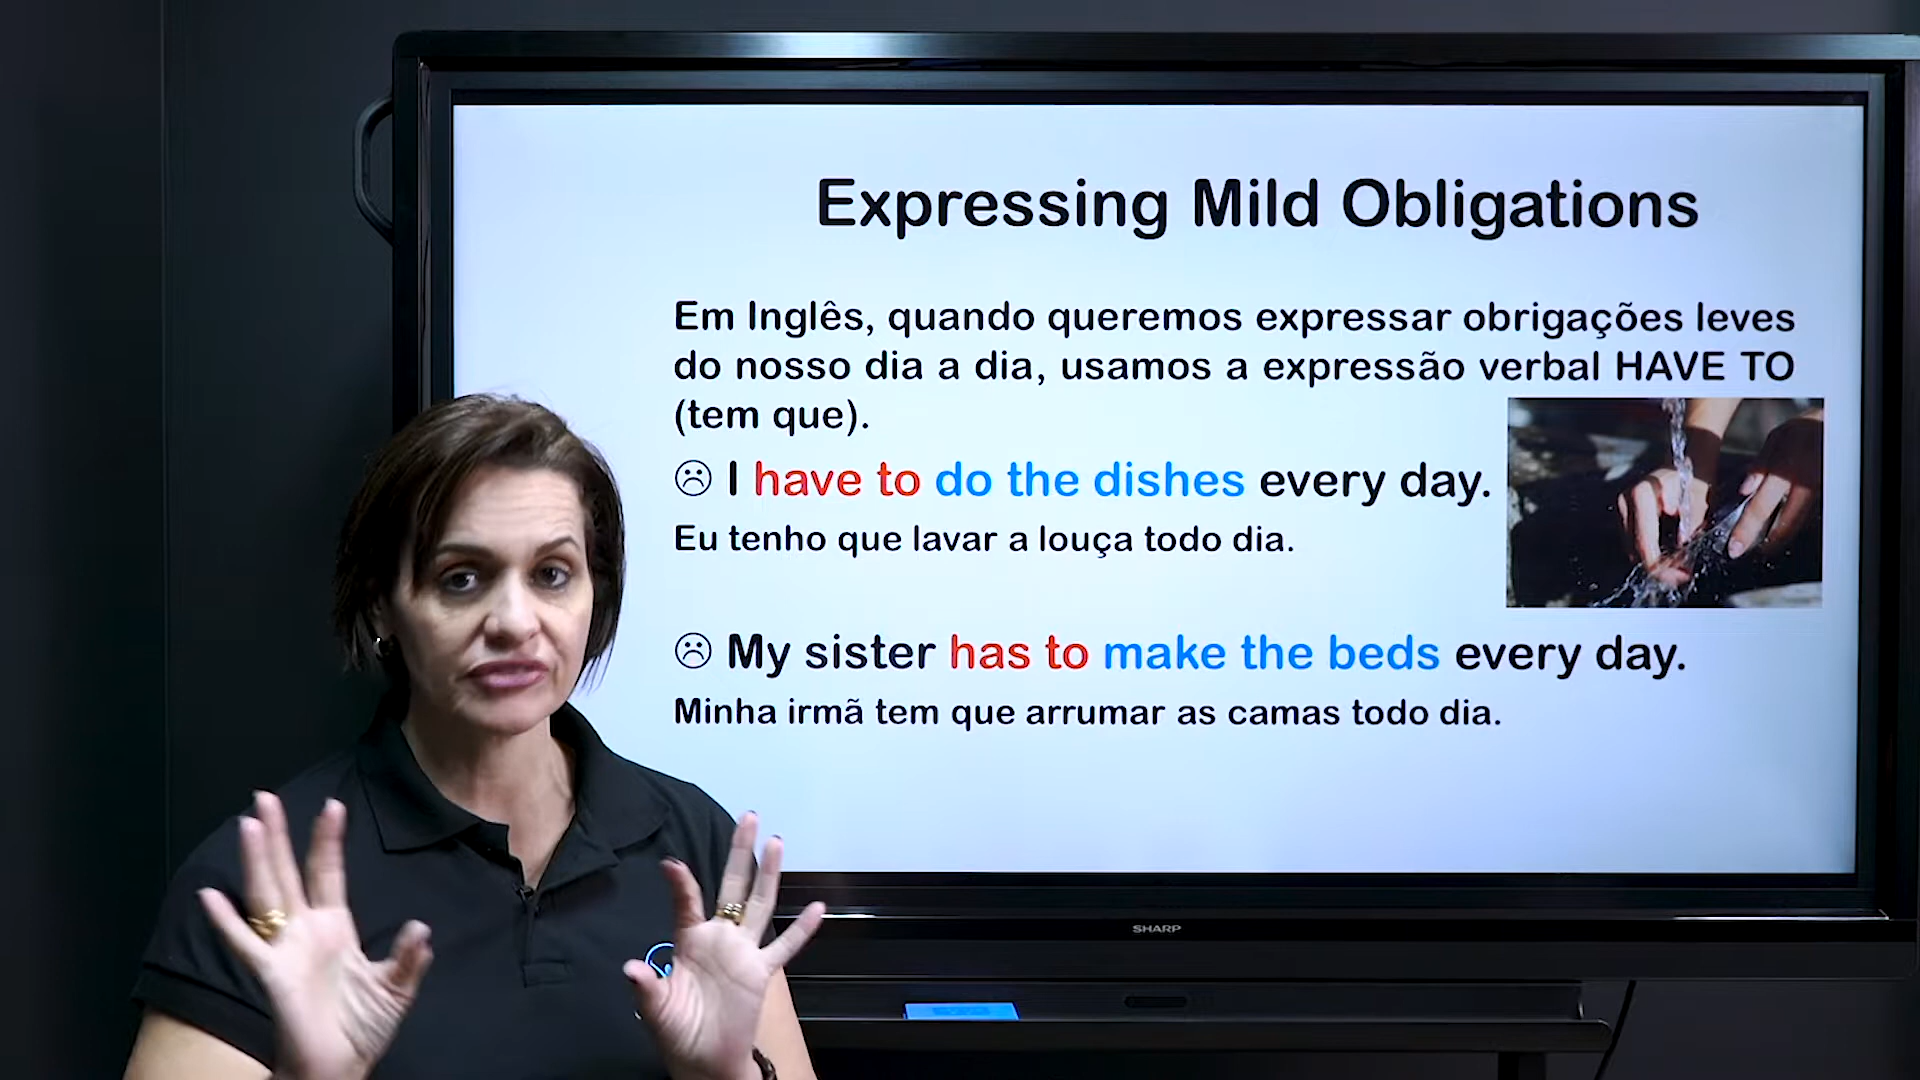 Expressing Mild Obligations
Em Inglês, quando queremos expressar obrigações leves
do nosso dia a dia, usamos a expressão verbal HAVE TO
(tem que).
☹ I have to do the dishes every day.
Eu tenho que lavar a louça todo dia.
☹ My sister has to make the beds every day.
Minha irmã tem que arrumar as camas todo dia.
SHARP